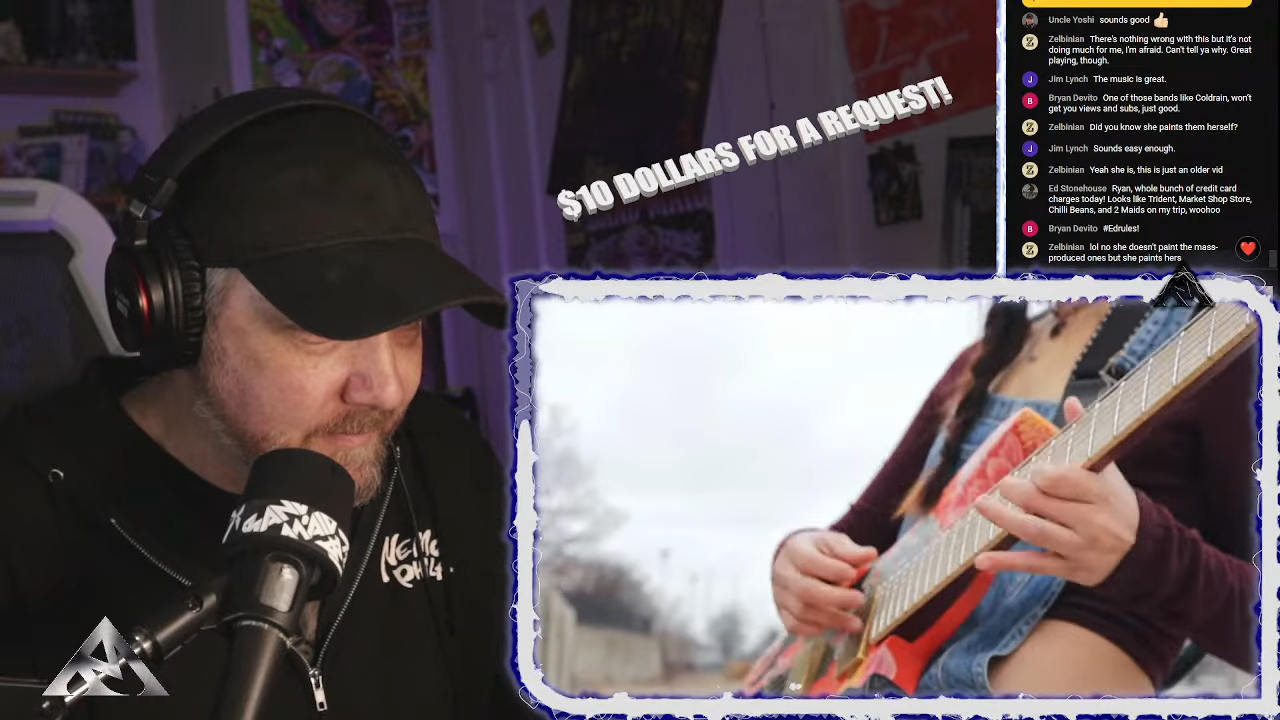 $10 DOLLARS FOR A REQUEST!
Uncle Yoshi sounds good 👍
Zelbinian There's nothing wrong with this but it's not
doing much for me, I'm afraid. Can't tell ya why. Great
playing, though.
Jim Lynch The music is great.
Bryan Devito One of those bands like Coldrain, won't
get you views and subs, just good.
Zelbinian Did you know she paints them herself?
Jim Lynch Sounds easy enough.
Zelbinian Yeah she is, this is just an older vid
Ed Stonehouse Ryan, whole bunch of credit card
charges today! Looks like Trident, Market Shop Store,
Chilli Beans, and 2 Maids on my trip, woohoo
Bryan Devito #Edrules!
Zelbinian lol no she doesn't paint the mass-
produced ones but she paints hers